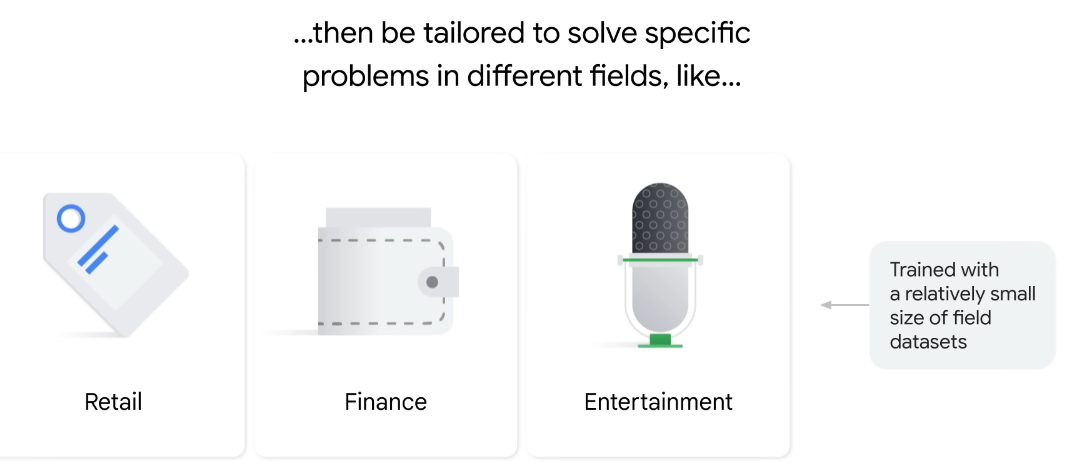 ...then be tailored to solve specific
problems in different fields, like...
Retail
Finance
Entertainment
Trained with
a relatively small
size of field
datasets